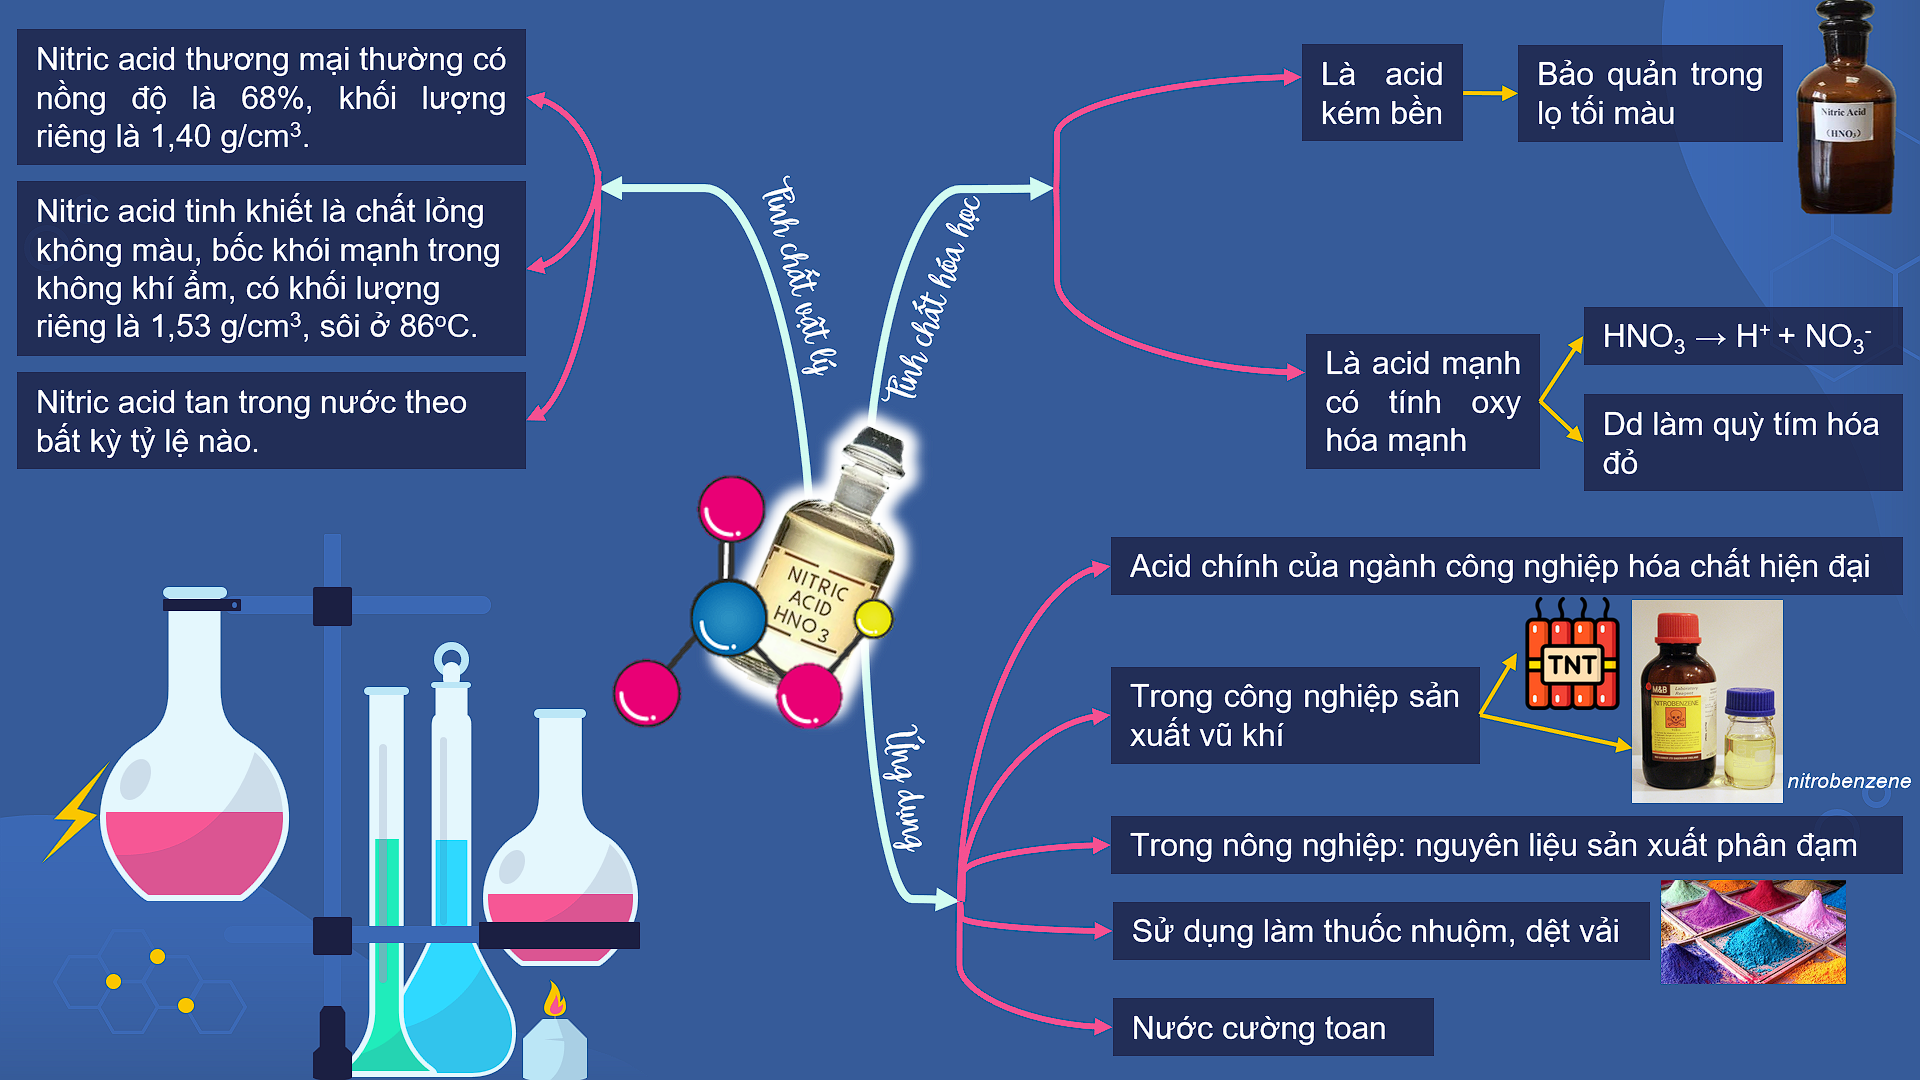 Nitric acid thương mại thường có
nồng độ là 68%, khối lượng
riêng là 1,40 g/cm³.
Nitric acid tinh khiết là chất lỏng
không màu, bốc khói mạnh trong
không khí ẩm, có khối lượng
riêng là 1,53 g/cm³, sôi ở 86ºC.
Nitric acid tan trong nước theo
bất kỳ tỷ lệ nào.
Tính chất vật lý
Tính chất hóa học
Là acid
kém bền
Bảo quản trong
lọ tối màu
Nitric Acid
(HNO₃)
Là acid mạnh
có tính oxy
hóa mạnh
HNO₃ → H⁺ + NO₃⁻
Dd làm quỳ tím hóa
đỏ
NITRIC
ACID
HNO₃
Ứng dụng
Acid chính của ngành công nghiệp hóa chất hiện đại
Trong công nghiệp sản
xuất vũ khí
TNT
M&B
Laboratory
NITROBENZENE
nitrobenzene
Trong nông nghiệp: nguyên liệu sản xuất phân đạm
Sử dụng làm thuốc nhuộm, dệt vải
Nước cường toan